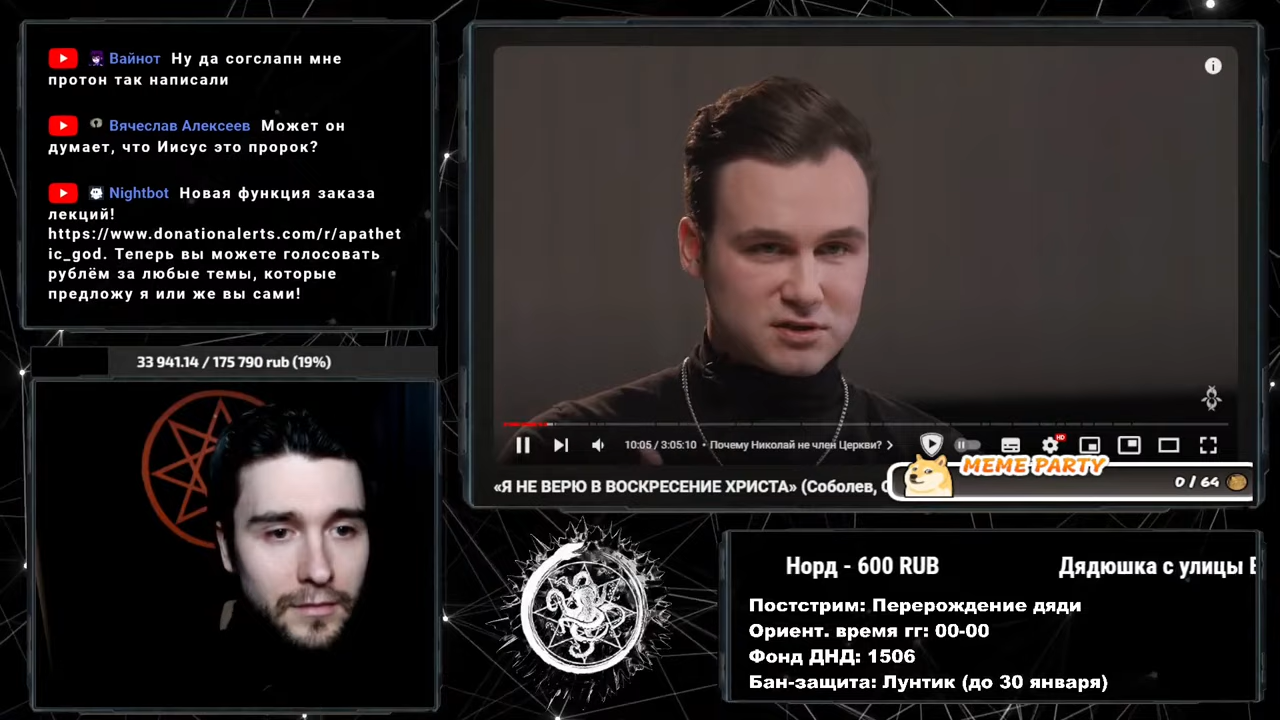 Вайнот Ну да согслапн мне
протон так написали
Вячеслав Алексеев Может он
думает, что Иисус это пророк?
Nightbot Новая функция заказа
лекций!
https://www.donationalerts.com/r/apathet
ic_god. Теперь вы можете голосовать
рублём за любые темы, которые
предложу я или же вы сами!
33 941.14 / 175 790 rub (19%)
10:05 / 3:05:10 • Почему Николай не член Церкви?
HD
MEME PARTY
0 / 64
«Я НЕ ВЕРЮ В ВОСКРЕСЕНИЕ ХРИСТА» (Соболев,
Норд - 600 RUB
Дядюшка с улицы
Постстрим: Перерождение дяди
Ориент. время гг: 00-00
Фонд ДНД: 1506
Бан-защита: Лунтик (до 30 января)